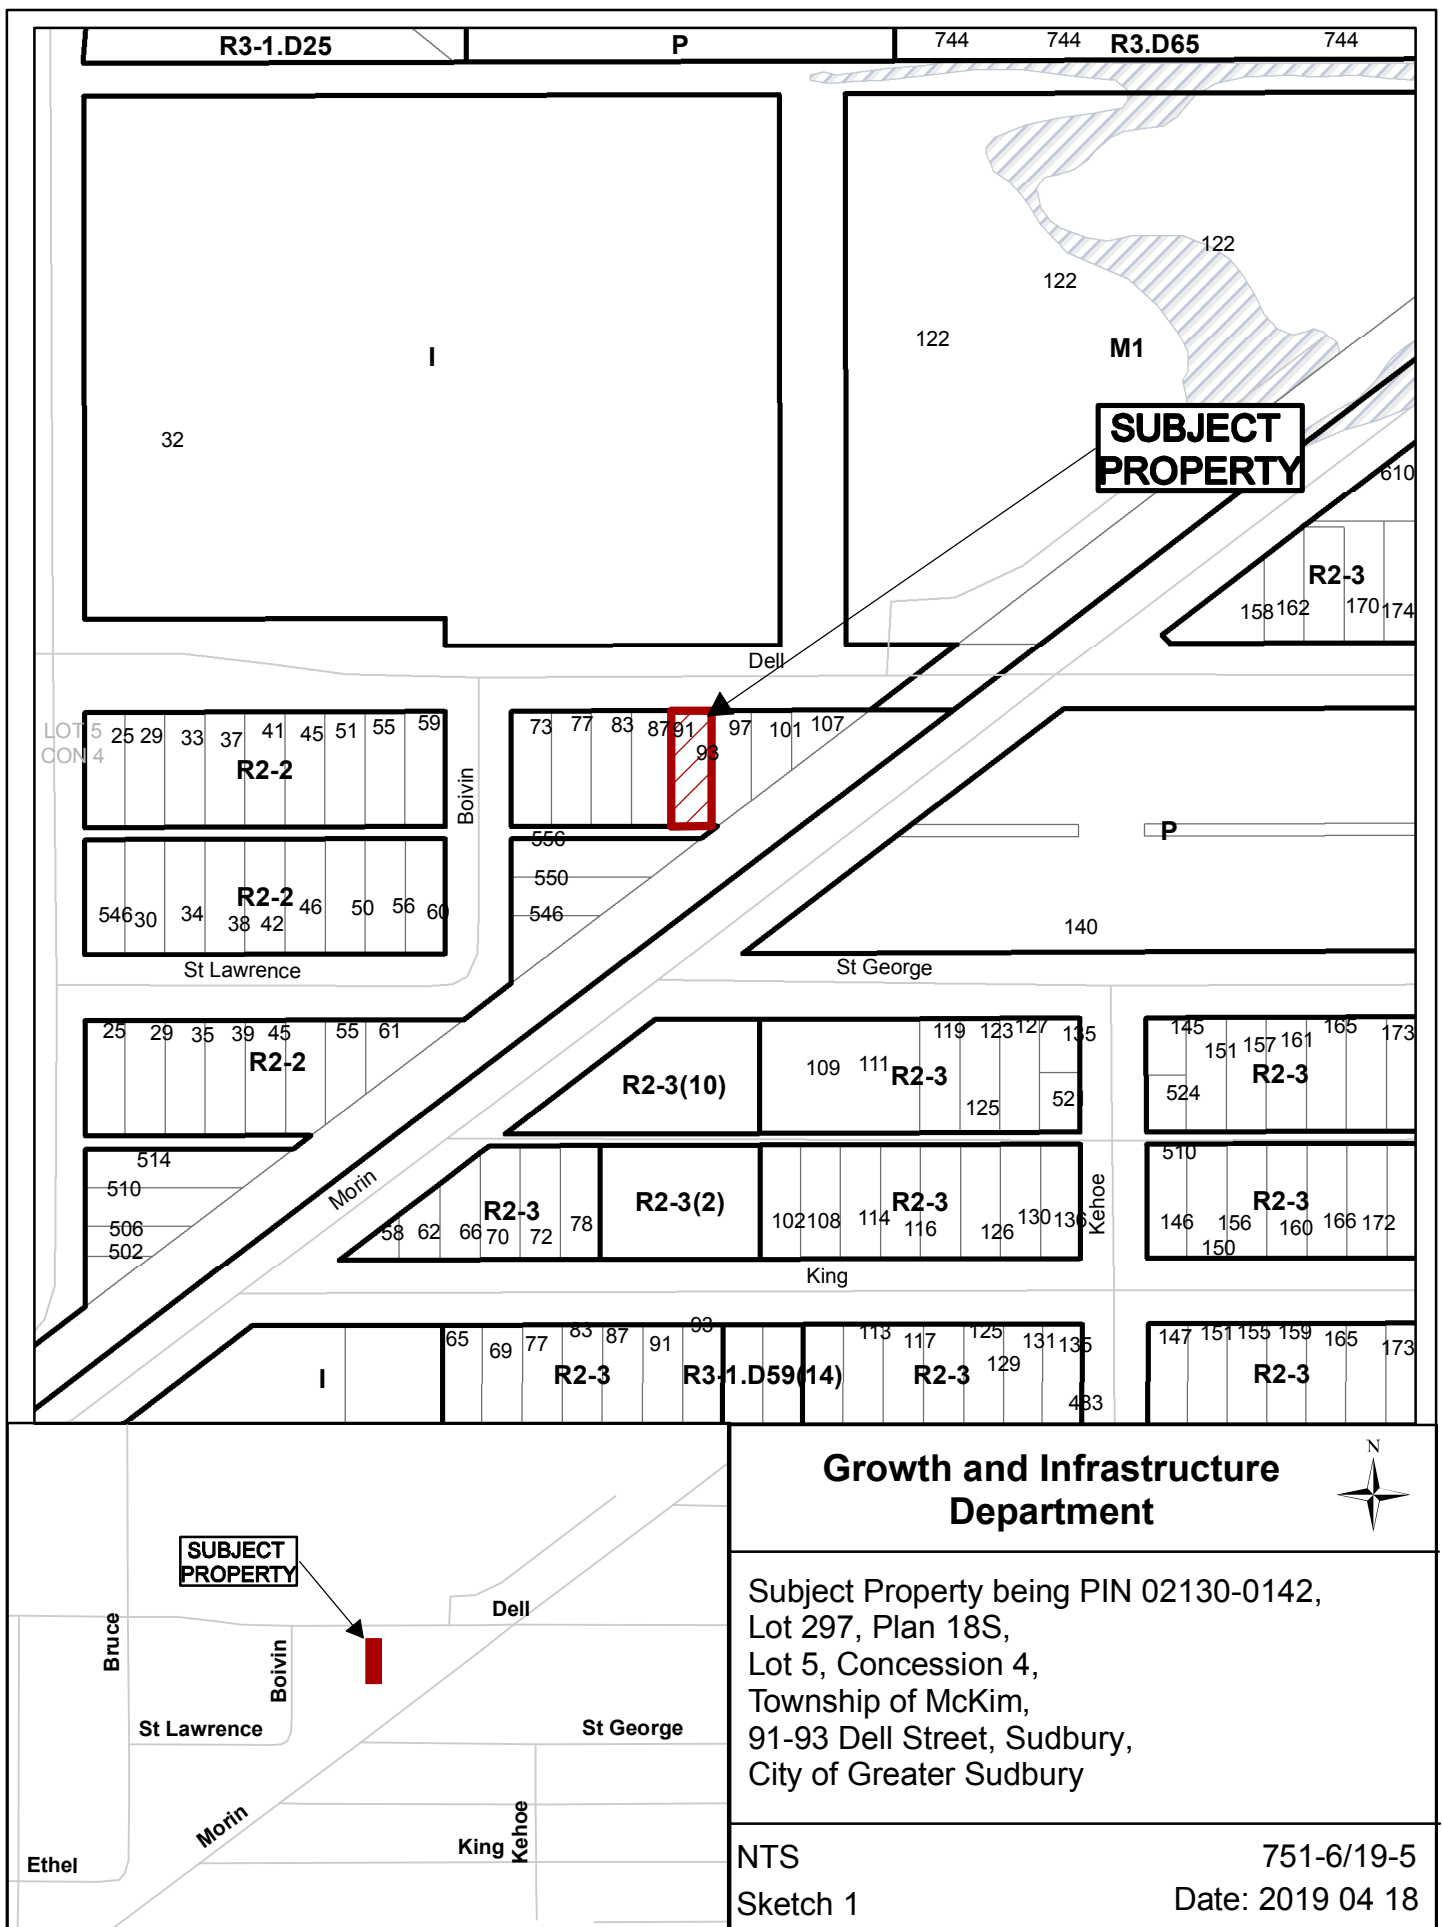 R3-1.D25
P
744
744
R3.D65
744
I
32
122
122
122
M1
SUBJECT
PROPERTY
610
R2-3
158
162
170
174
Dell
LOT 5
CON 4
25
29
33
37
41
45
51
55
59
R2-2
Boivin
73
77
83
87
91
93
97
101
107
P
140
546
30
34
38
42
46
50
56
60
R2-2
556
550
546
St Lawrence
St George
25
29
35
39
45
55
61
R2-2
R2-3(10)
109
111
R2-3
119
123
127
135
125
521
145
151
157
161
165
173
R2-3
524
514
510
506
502
Morin
58
62
66
70
72
78
R2-3
R2-3(2)
102
108
114
116
126
130
136
R2-3
Kehoe
510
146
150
156
160
166
172
R2-3
King
I
65
69
77
83
87
91
93
R2-3
R3-1.D59(14)
113
117
125
129
131
135
R2-3
483
147
151
155
159
165
173
R2-3
SUBJECT
PROPERTY
Bruce
Boivin
Dell
St Lawrence
St George
Morin
King
Kehoe
Ethel
Growth and Infrastructure
Department
N
Subject Property being PIN 02130-0142,
Lot 297, Plan 18S,
Lot 5, Concession 4,
Township of McKim,
91-93 Dell Street, Sudbury,
City of Greater Sudbury
NTS
751-6/19-5
Sketch 1
Date: 2019 04 18